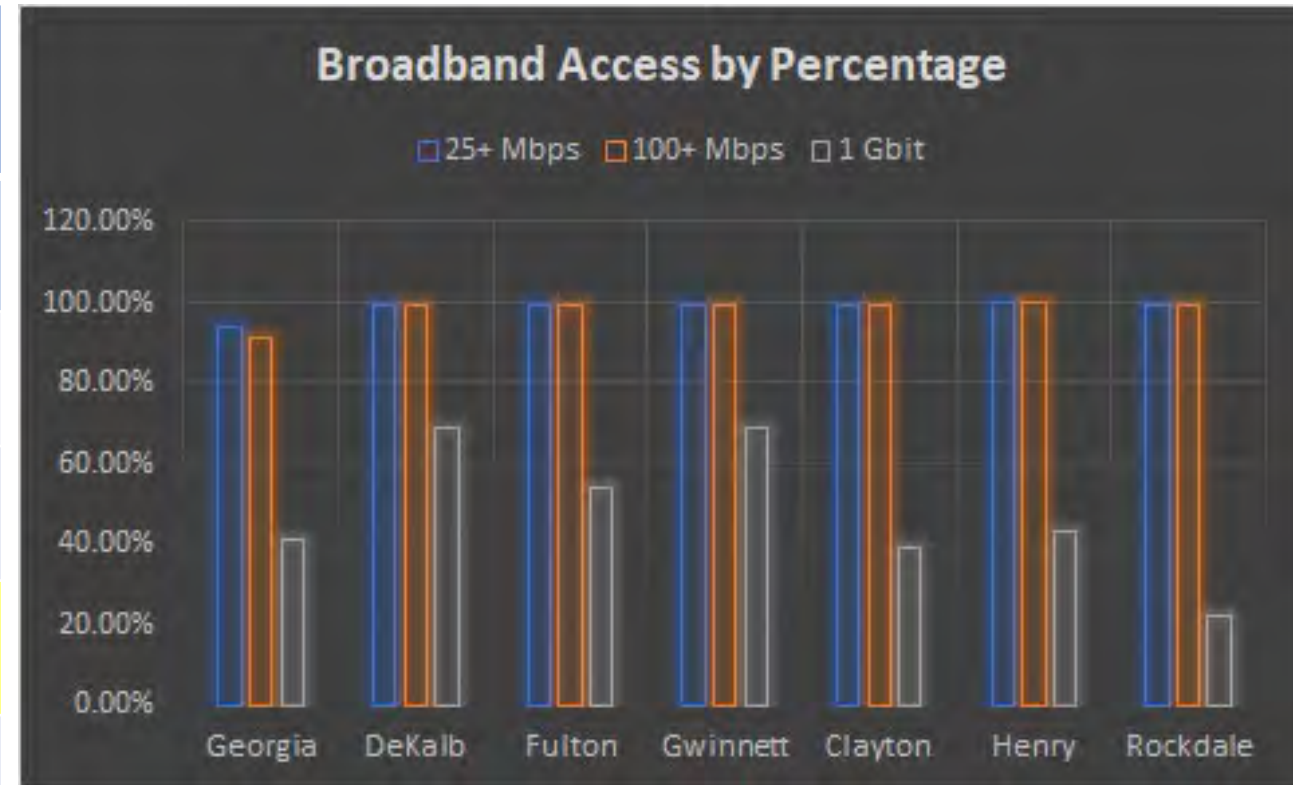 Broadband Access by Percentage
25+ Mbps 100+ Mbps 1 Gbit
120.00%
100.00%
80.00%
60.00%
40.00%
20.00%
0.00%
Georgia DeKalb Fulton Gwinnett Clayton Henry Rockdale